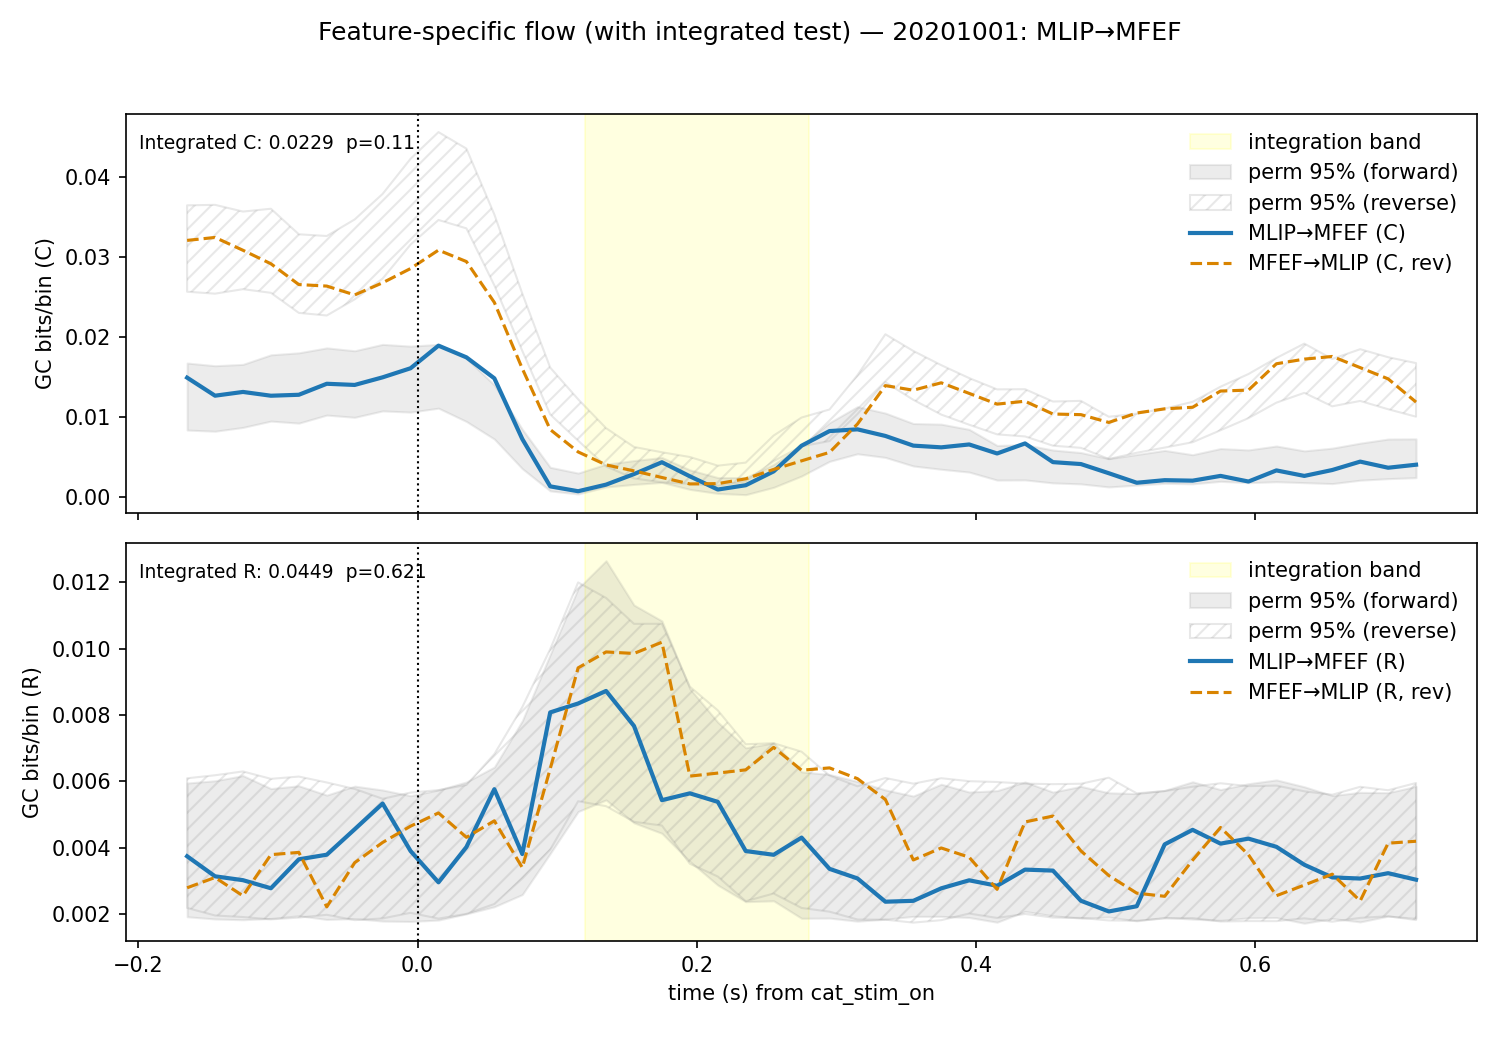 Feature-specific flow (with integrated test) — 20201001: MLIP→MFEF
Integrated C: 0.0229  p=0.11
integration band
perm 95% (forward)
perm 95% (reverse)
MLIP→MFEF (C)
MFEF→MLIP (C, rev)
GC bits/bin (C)
0.04
0.03
0.02
0.01
0.00
Integrated R: 0.0449  p=0.621
integration band
perm 95% (forward)
perm 95% (reverse)
MLIP→MFEF (R)
MFEF→MLIP (R, rev)
GC bits/bin (R)
0.012
0.010
0.008
0.006
0.004
0.002
−0.2
0.0
0.2
0.4
0.6
time (s) from cat_stim_on